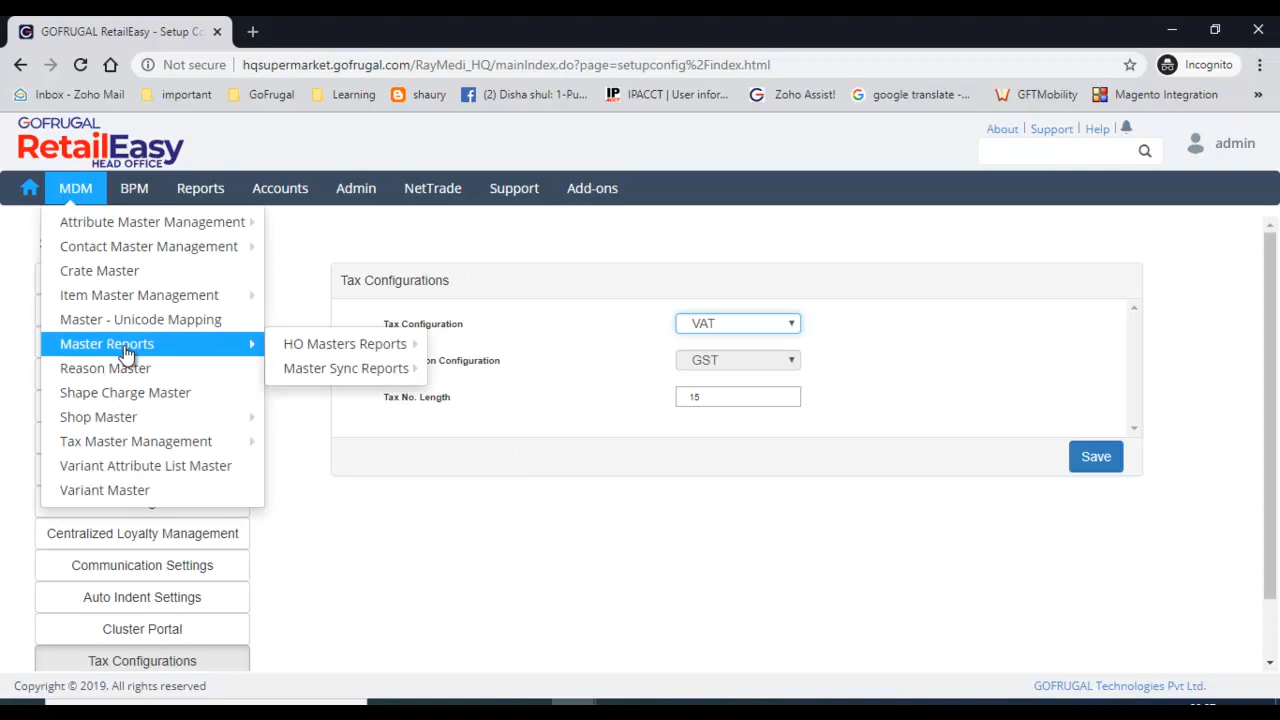 GOFRUGAL RetailEasy - Setup Co
Not secure
hqsupermarket.gofrugal.com/RayMedi_HQ/mainIndex.do?page=setupconfig%2Findex.html
Incognito
Inbox - Zoho Mail
important
GoFrugal
Learning
shaury
(2) Disha shul: 1-Pu...
IPACCT | User infor...
Zoho Assist!
google translate -...
GFTMobility
Magento Integration
»
GOFRUGAL
RetailEasy
HEAD OFFICE
About | Support | Help |
admin
MDM
BPM
Reports
Accounts
Admin
NetTrade
Support
Add-ons
Attribute Master Management
Contact Master Management
Crate Master
Item Master Management
Master - Unicode Mapping
Master Reports
Reason Master
Shape Charge Master
Shop Master
Tax Master Management
Variant Attribute List Master
Variant Master
HO Masters Reports
Master Sync Reports
Tax Configurations
Tax Configuration
VAT
on Configuration
GST
Tax No. Length
15
Save
Centralized Loyalty Management
Communication Settings
Auto Indent Settings
Cluster Portal
Tax Configurations
Copyright © 2019. All rights reserved
GOFRUGAL Technologies Pvt Ltd.